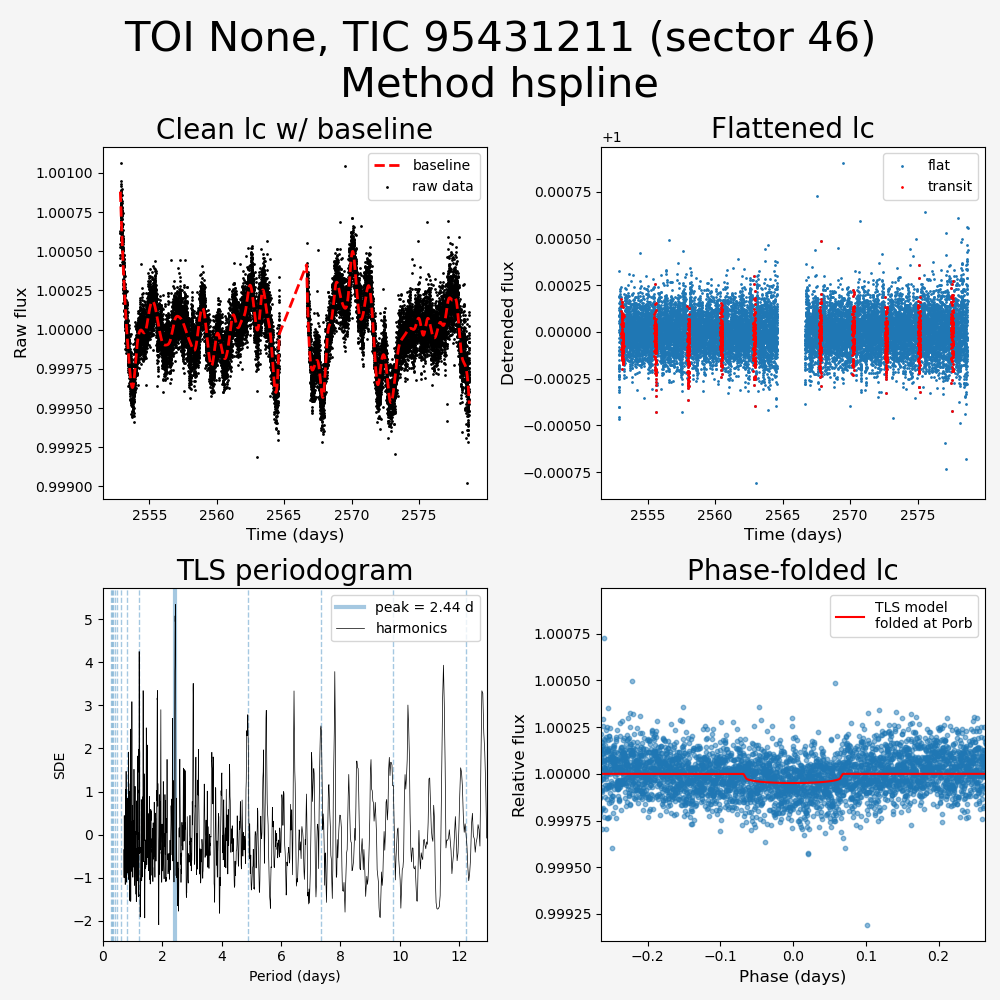 TOI None, TIC 95431211 (sector 46)
Method hspline
Clean lc w/ baseline
baseline
raw data
1.00100
1.00075
1.00050
1.00025
1.00000
0.99975
0.99950
0.99925
0.99900
Raw flux
2555
2560
2565
2570
2575
Time (days)
Flattened lc
+1
flat
transit
0.00075
0.00050
0.00025
0.00000
−0.00025
−0.00050
−0.00075
Detrended flux
2555
2560
2565
2570
2575
Time (days)
TLS periodogram
peak = 2.44 d
harmonics
5
4
3
2
1
0
−1
−2
SDE
0
2
4
6
8
10
12
Period (days)
Phase-folded lc
TLS model
folded at Porb
1.00075
1.00050
1.00025
1.00000
0.99975
0.99950
0.99925
Relative flux
−0.2
−0.1
0.0
0.1
0.2
Phase (days)